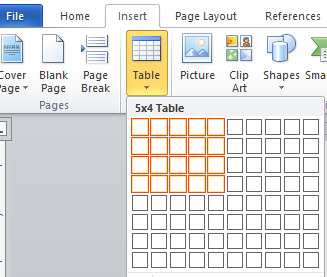 File Home Insert Page Layout References
Cover Page Blank Page Page Break Table Picture Clip Art Shapes
Pages
5x4 Table